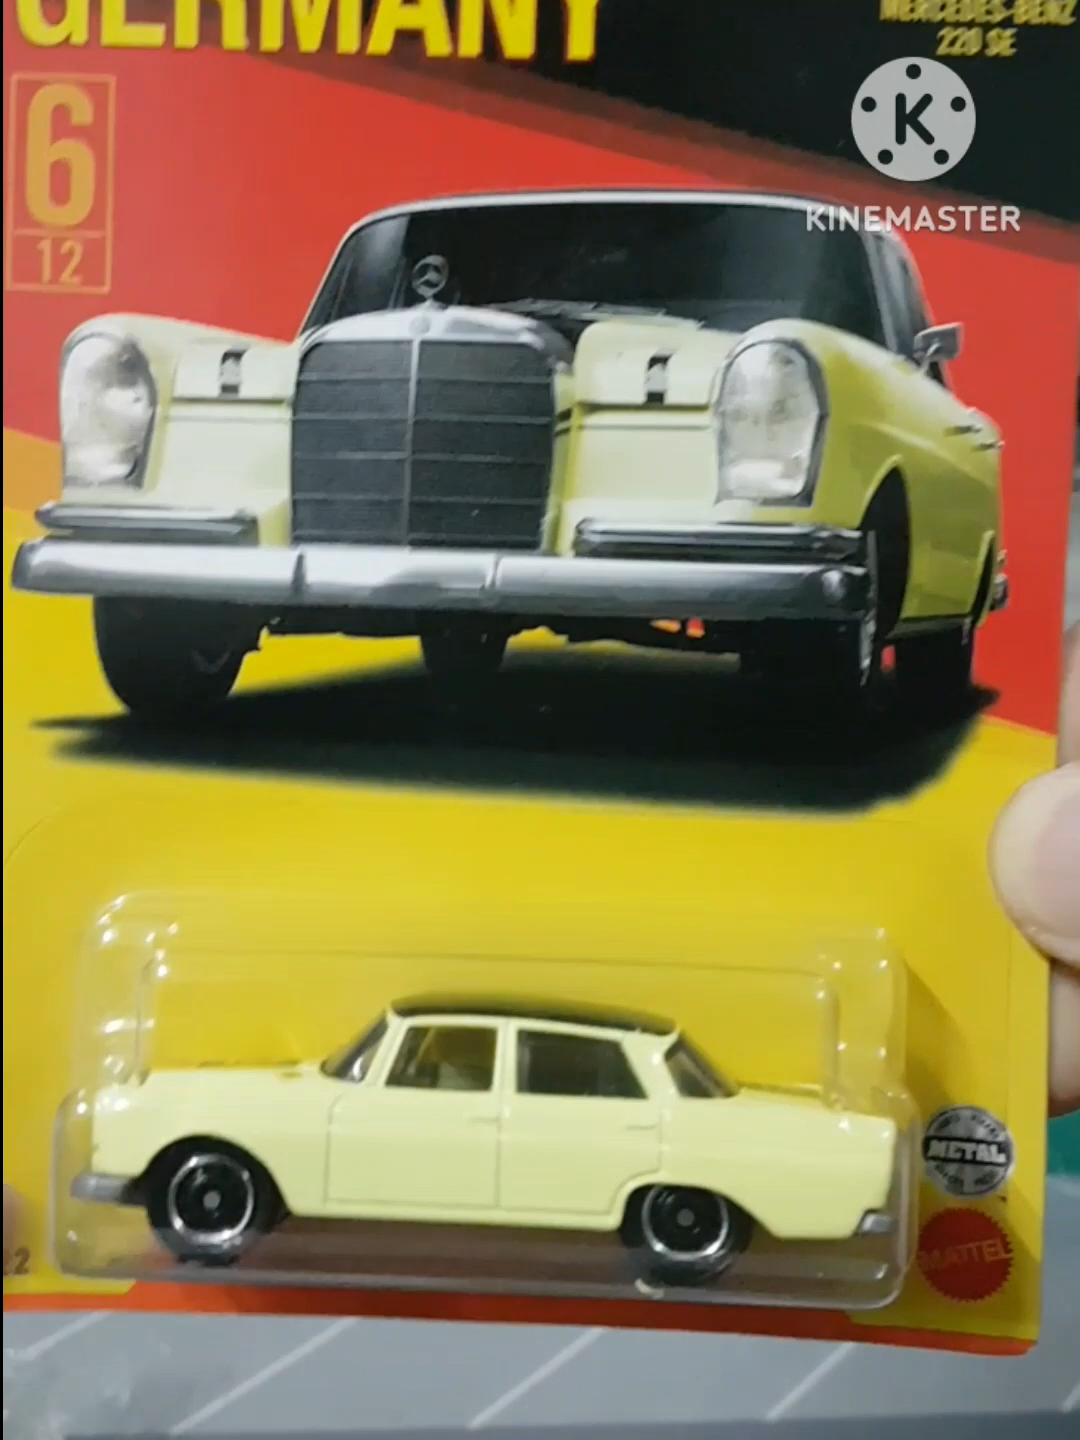 GERMANY
MERCEDES-BENZ
220 SE
6
12
K
KINEMASTER
METAL
MATTEL